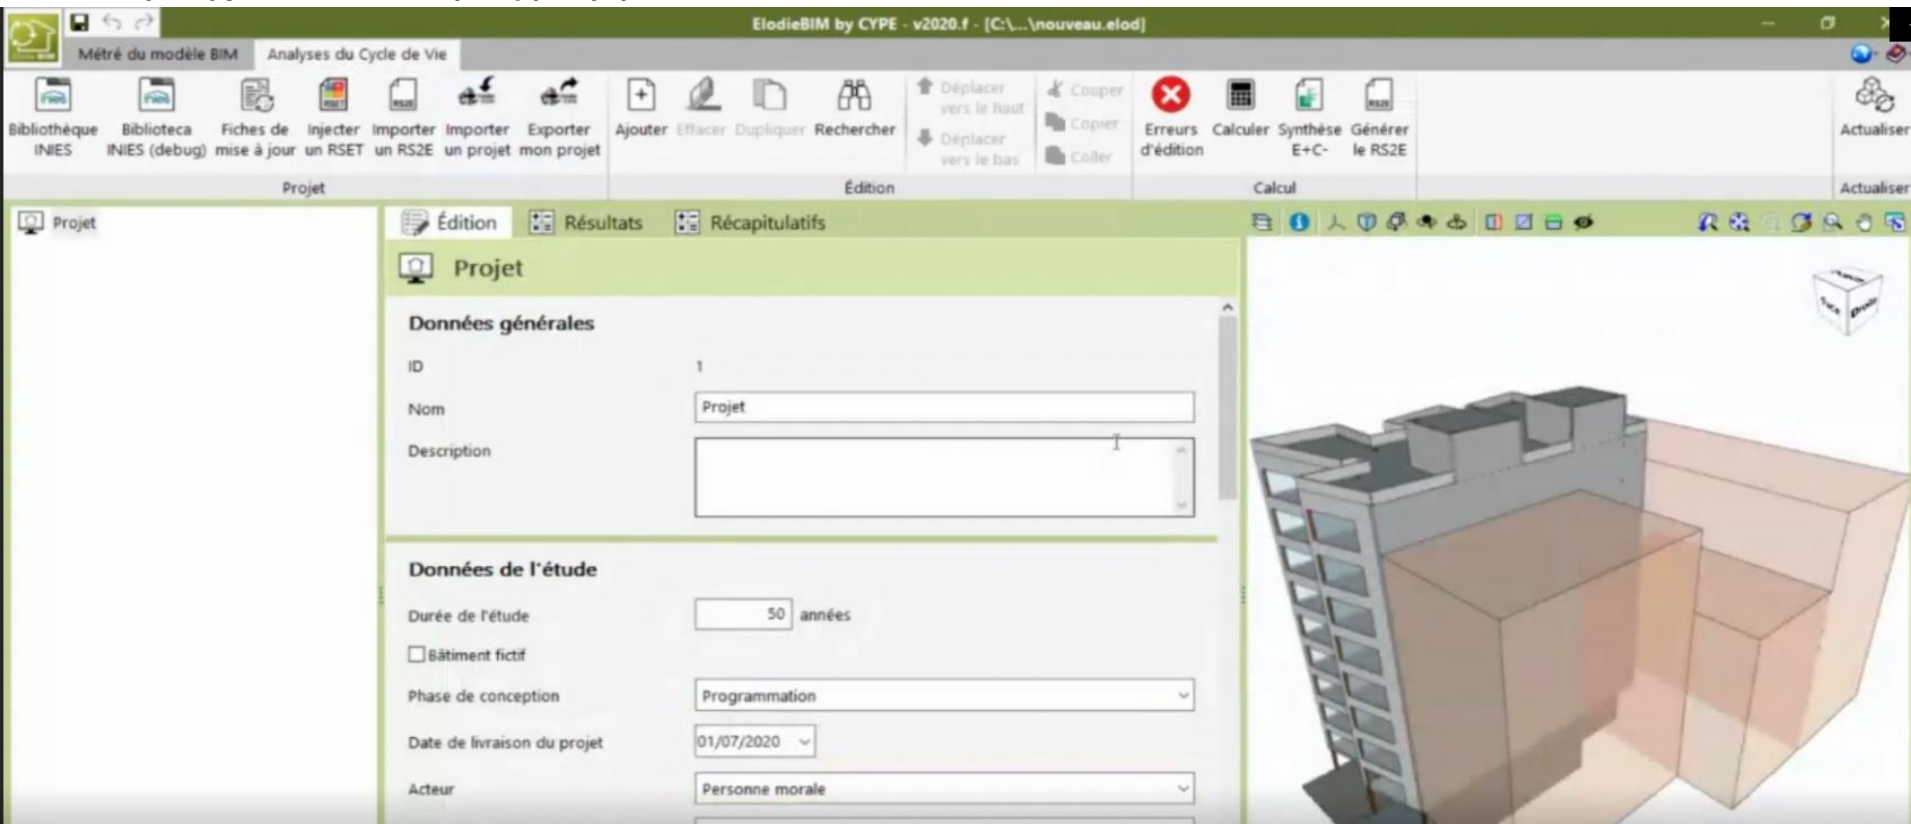 ElodieBIM by CYPE - v2020.f - [C:\...\nouveau.elod]
Métré du modèle BIM
Analyses du Cycle de Vie
Bibliothèque INIES
Biblioteca INIES (debug)
Fiches de mise à jour
Injecter un RSET
Importer un RS2E
Importer un projet
Exporter mon projet
Ajouter
Effacer
Dupliquer
Rechercher
Déplacer vers le haut
Déplacer vers le bas
Couper
Copier
Coller
Erreurs d'édition
Calculer
Synthèse E+C-
Générer le RS2E
Actualiser
Projet
Édition
Calcul
Actualiser
Projet
Édition
Résultats
Récapitulatifs
Projet
Données générales
ID 1
Nom Projet
Description
Données de l'étude
Durée de l'étude 50 années
Bâtiment fictif
Phase de conception Programmation
Date de livraison du projet 01/07/2020
Acteur Personne morale
Droite